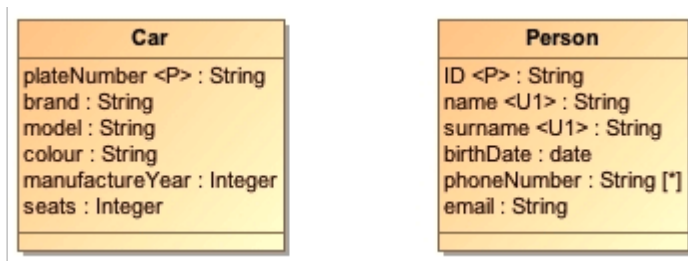 Car
plateNumber <P> : String
brand : String
model : String
colour : String
manufactureYear : Integer
seats : Integer
Person
ID <P> : String
name <U1> : String
surname <U1> : String
birthDate : date
phoneNumber : String [*]
email : String